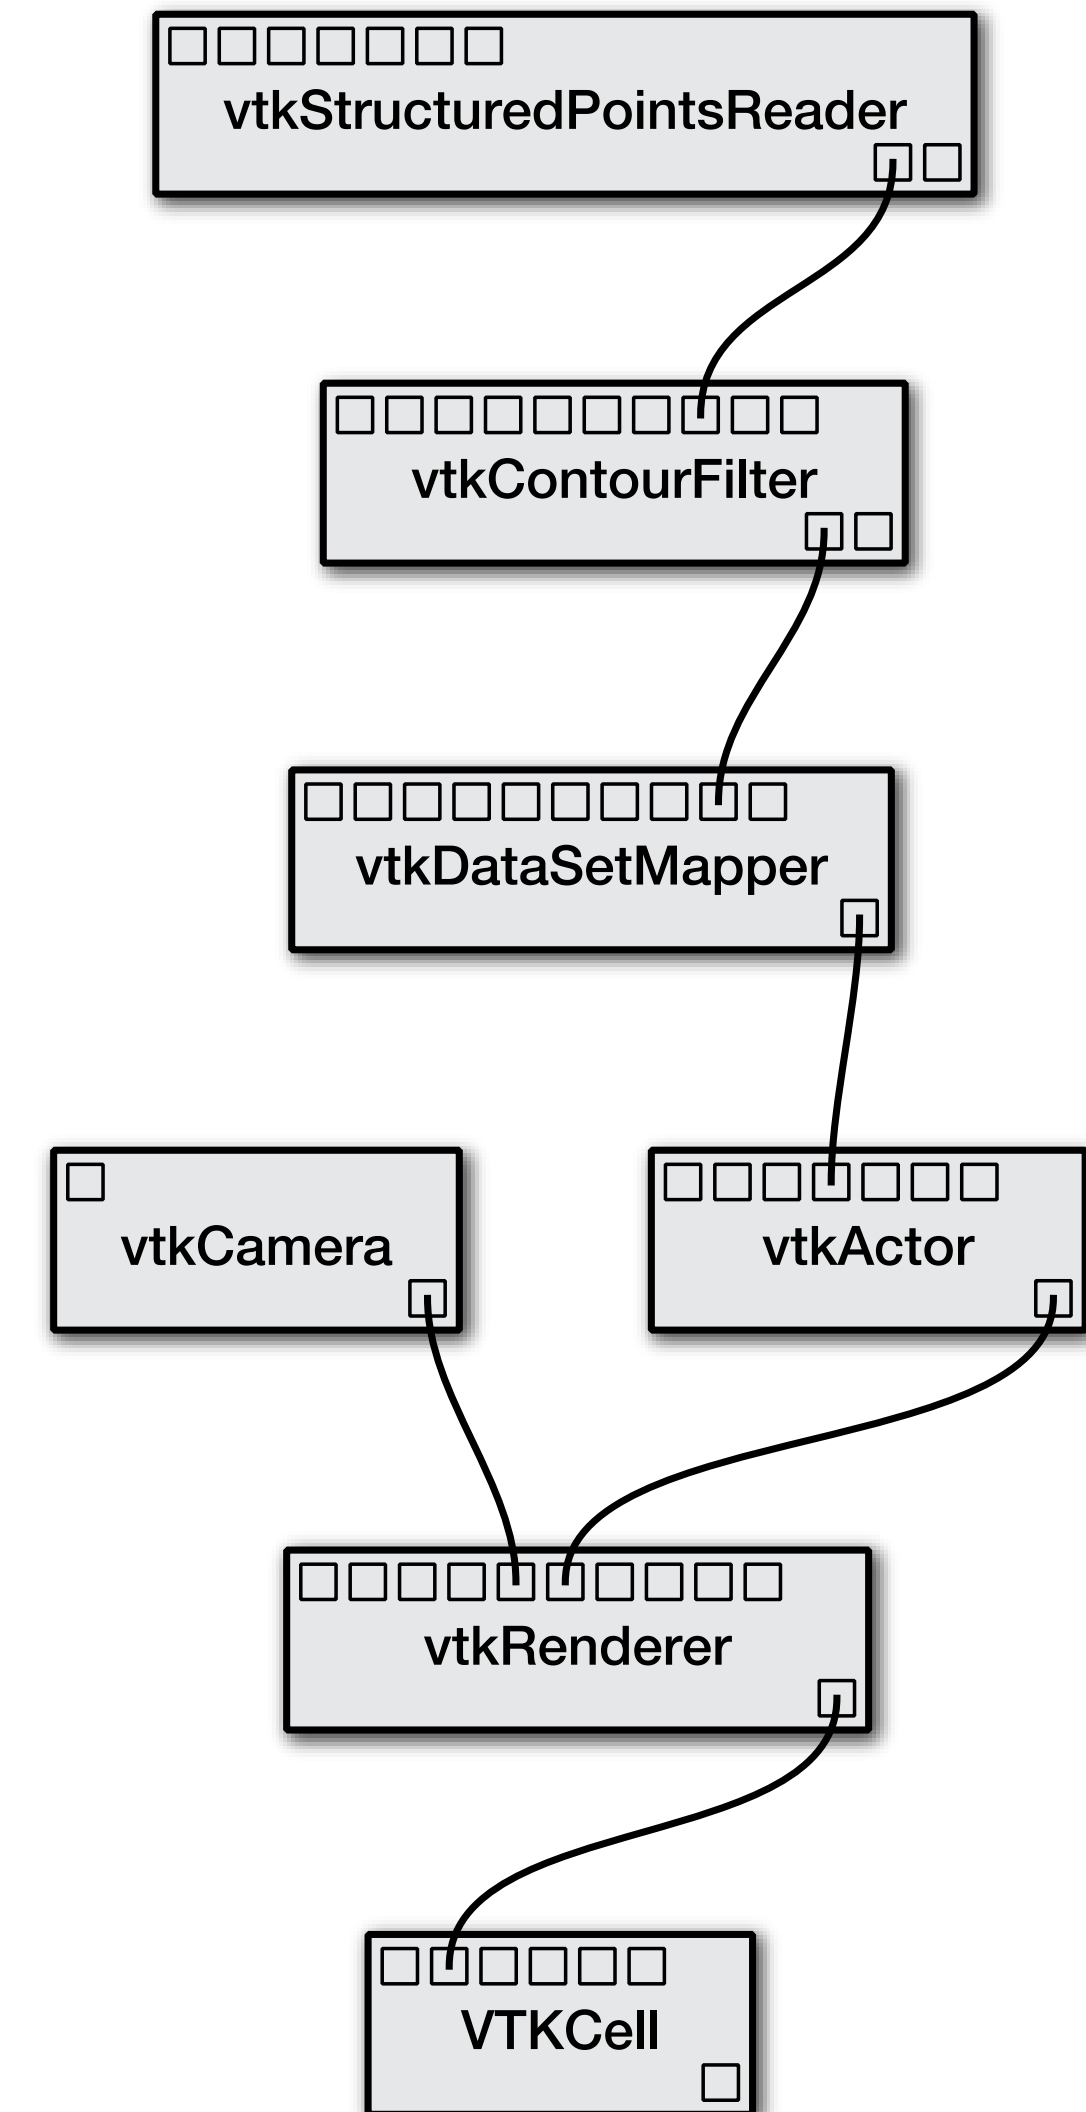 vtkStructuredPointsReader
vtkContourFilter
vtkDataSetMapper
vtkCamera
vtkActor
vtkRenderer
VTKCell